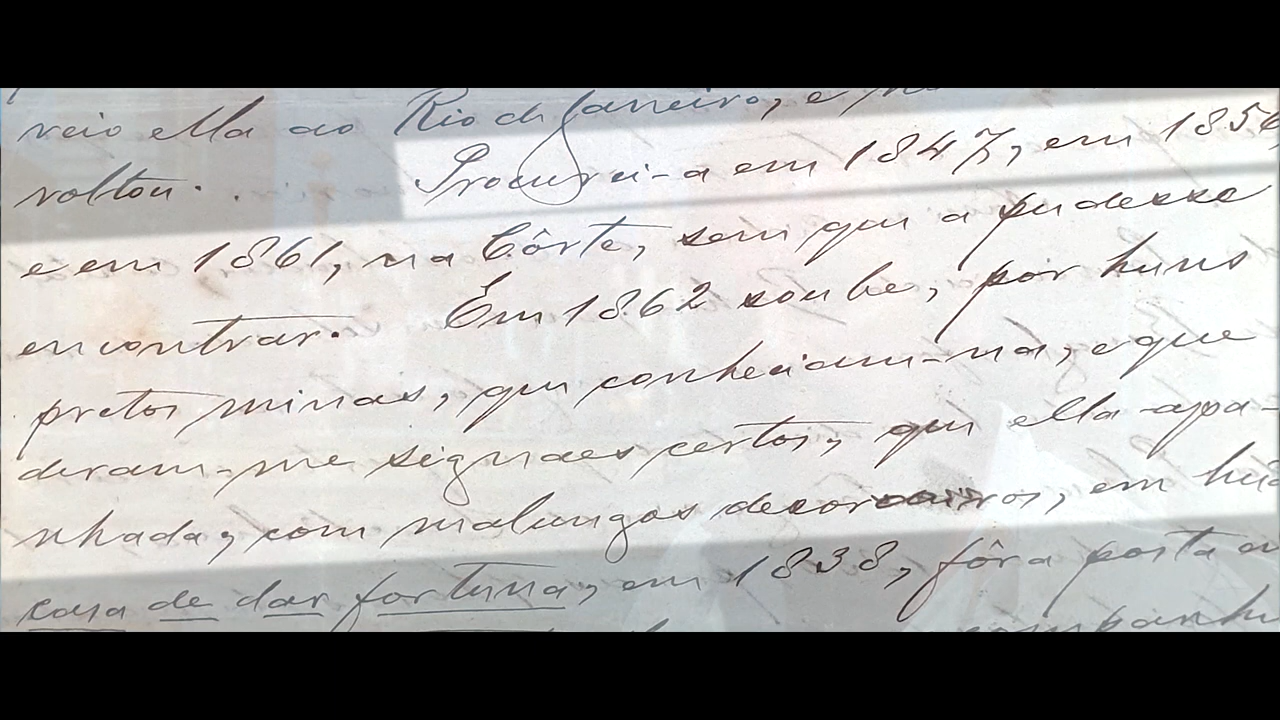 veio ella ao Rio de Janeiro, e
voltou. . Procurei-a em 1847, em 1856,
e em 1861, na Côrte, sem que a pudesse
encontrar. Em 1862 soube, por huns
pretos minas, que conheciam-na, e que
deram-me signaes certos, que ella apa-
nhada, com malungos desordeiros, em huã
casa de dar fortuna, em 1838, fôra posta